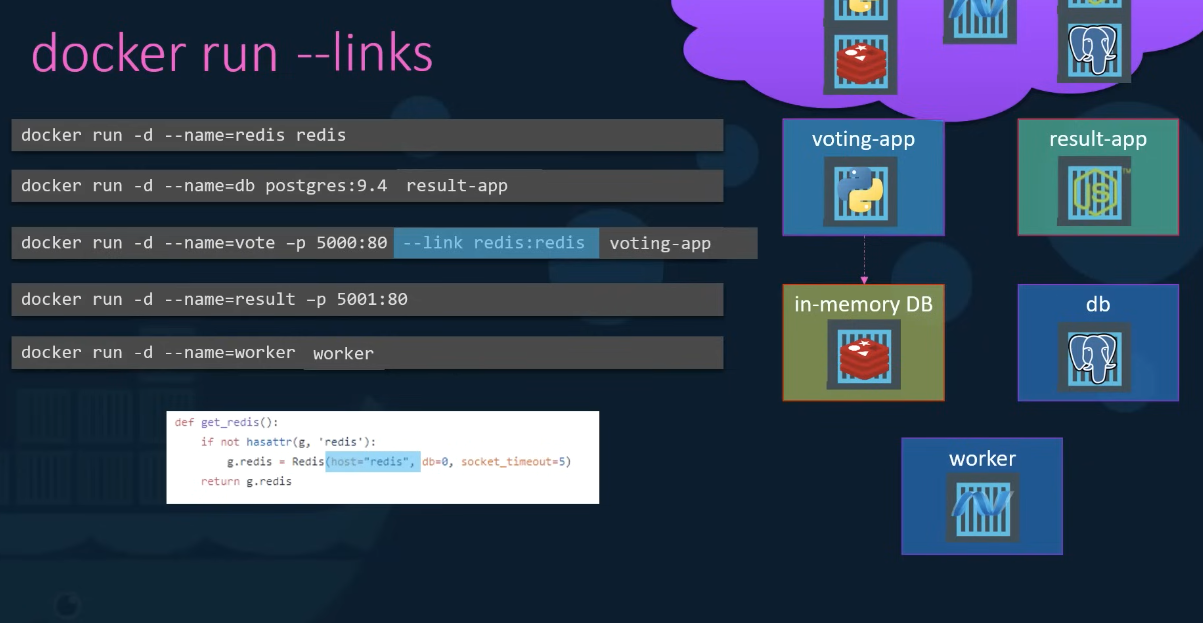 docker run --links
docker run -d --name=redis redis
docker run -d --name=db postgres:9.4 result-app
docker run -d --name=vote –p 5000:80 --link redis:redis voting-app
docker run -d --name=result –p 5001:80
docker run -d --name=worker worker
def get_redis():
if not hasattr(g, 'redis'):
g.redis = Redis(host="redis", db=0, socket_timeout=5)
return g.redis
voting-app
result-app
JS
TM
in-memory DB
db
worker